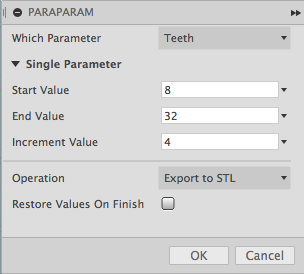 PARAPARAM
Which Parameter Teeth
Single Parameter
Start Value 8
End Value 32
Increment Value 4
Operation Export to STL
Restore Values On Finish
OK Cancel